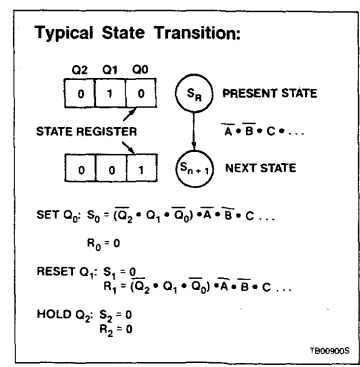 Typical State Transition:
Q2 Q1 Q0
0 1 0
S_R PRESENT STATE
STATE REGISTER
A̅ • B̅ • C • ...
0 0 1
S_{n+1} NEXT STATE
SET Q₀: S₀ = (Q̅₂ • Q₁ • Q̅₀) • A̅ • B̅ • C ...
R₀ = 0
RESET Q₁: S₁ = 0
R₁ = (Q̅₂ • Q₁ • Q̅₀) • A̅ • B̅ • C ...
HOLD Q₂: S₂ = 0
R₂ = 0
TB00900S